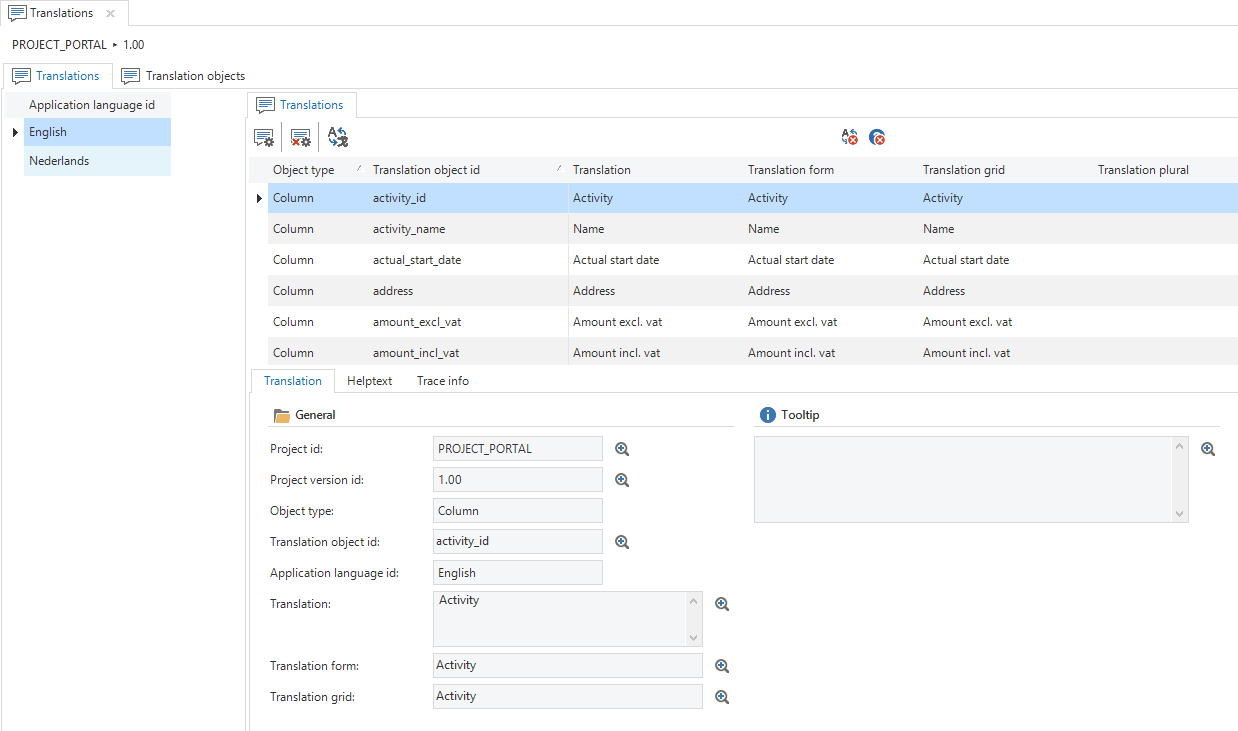 Translations
PROJECT_PORTAL ▸ 1.00
Translations Translation objects
Application language id
English
Nederlands
Translations
Object type Translation object id Translation Translation form Translation grid Translation plural
Column activity_id Activity Activity Activity
Column activity_name Name Name Name
Column actual_start_date Actual start date Actual start date Actual start date
Column address Address Address Address
Column amount_excl_vat Amount excl. vat Amount excl. vat Amount excl. vat
Column amount_incl_vat Amount incl. vat Amount incl. vat Amount incl. vat
Translation Helptext Trace info
General
Project id: PROJECT_PORTAL
Project version id: 1.00
Object type: Column
Translation object id: activity_id
Application language id: English
Translation: Activity
Translation form: Activity
Translation grid: Activity
Tooltip